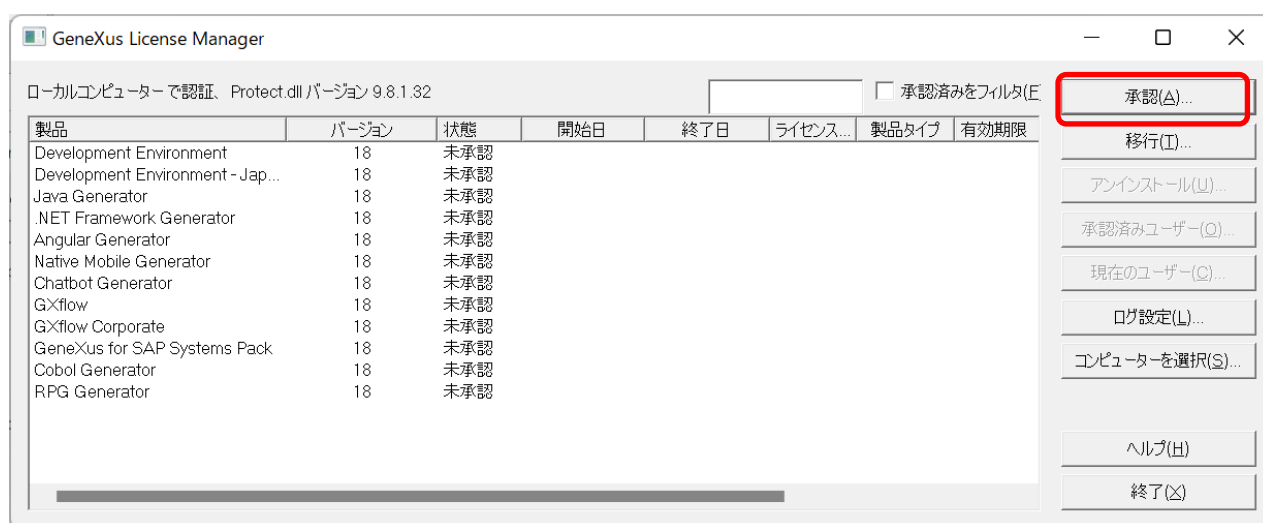 GeneXus License Manager
ローカルコンピューター で認証、 Protect.dll バージョン 9.8.1.32
承認済みをフィルタ(F
承認(A)...
製品 バージョン 状態 開始日 終了日 ライセンス... 製品タイプ 有効期限
移行(T)...
Development Environment 18 未承認
Development Environment - Jap... 18 未承認
アンインストール(U)...
Java Generator 18 未承認
.NET Framework Generator 18 未承認
承認済みユーザー(O)...
Angular Generator 18 未承認
Native Mobile Generator 18 未承認
現在のユーザー(C)...
Chatbot Generator 18 未承認
GXflow 18 未承認
ログ設定(L)...
GXflow Corporate 18 未承認
GeneXus for SAP Systems Pack 18 未承認
コンピューターを選択(S)...
Cobol Generator 18 未承認
RPG Generator 18 未承認
ヘルプ(H)
終了(X)